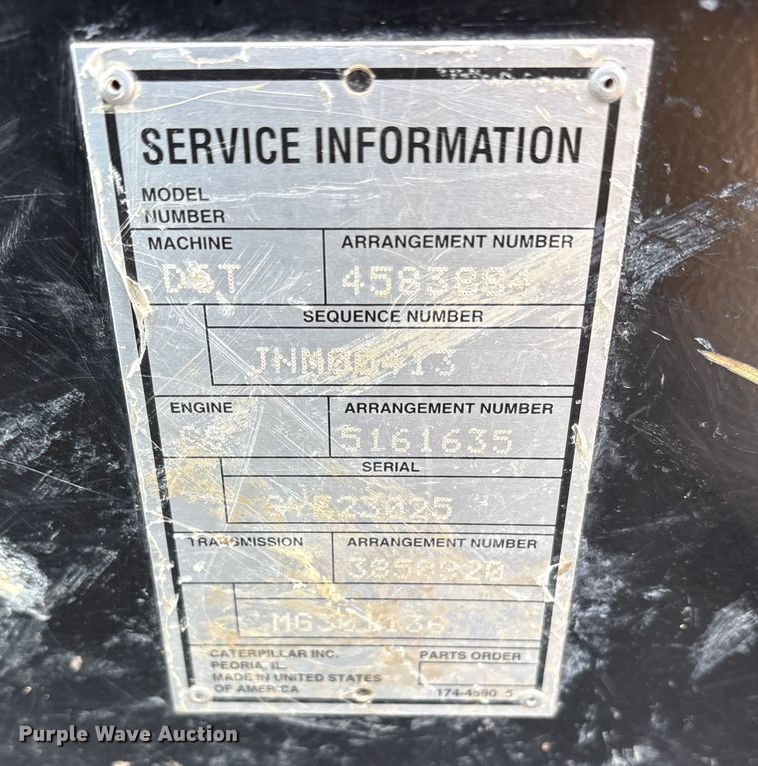 SERVICE INFORMATION
MODEL
NUMBER
MACHINE ARRANGEMENT NUMBER
D6T
SEQUENCE NUMBER
ENGINE ARRANGEMENT NUMBER
5161635
SERIAL
TRANSMISSION ARRANGEMENT NUMBER
CATERPILLAR INC. PARTS ORDER
PEORIA, IL.
MADE IN UNITED STATES
OF AMERICA
Purple Wave Auction